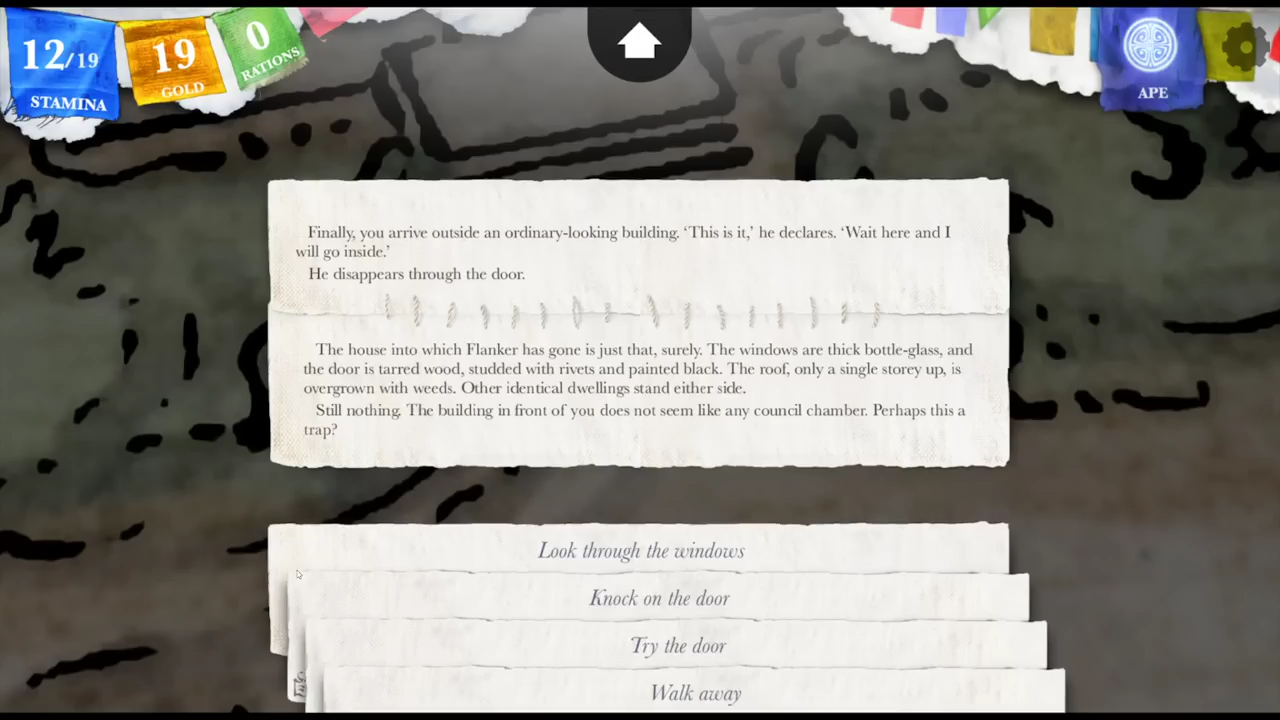 12/19
STAMINA
19
GOLD
0
RATIONS
APE
Finally, you arrive outside an ordinary-looking building. ‘This is it,’ he declares. ‘Wait here and I
will go inside.’
He disappears through the door.
The house into which Flanker has gone is just that, surely. The windows are thick bottle-glass, and
the door is tarred wood, studded with rivets and painted black. The roof, only a single storey up, is
overgrown with weeds. Other identical dwellings stand either side.
Still nothing. The building in front of you does not seem like any council chamber. Perhaps this a
trap?
Look through the windows
Knock on the door
Try the door
Walk away